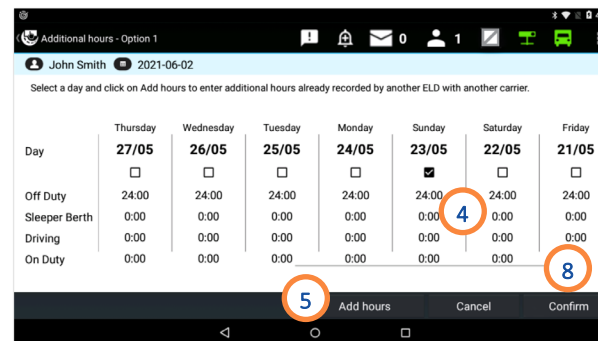 Additional hours - Option 1 0 1
John Smith 2021-06-02
Select a day and click on Add hours to enter additional hours already recorded by another ELD with another carrier.
Thursday Wednesday Tuesday Monday Sunday Saturday Friday
Day 27/05 26/05 25/05 24/05 23/05 22/05 21/05
Off Duty 24:00 24:00 24:00 24:00 24:00 24:00 24:00
Sleeper Berth 0:00 0:00 0:00 0:00 0:00 4 0:00 0:00
Driving 0:00 0:00 0:00 0:00 0:00 0:00 0:00
On Duty 0:00 0:00 0:00 0:00 0:00 0:00 8
5 Add hours Cancel Confirm